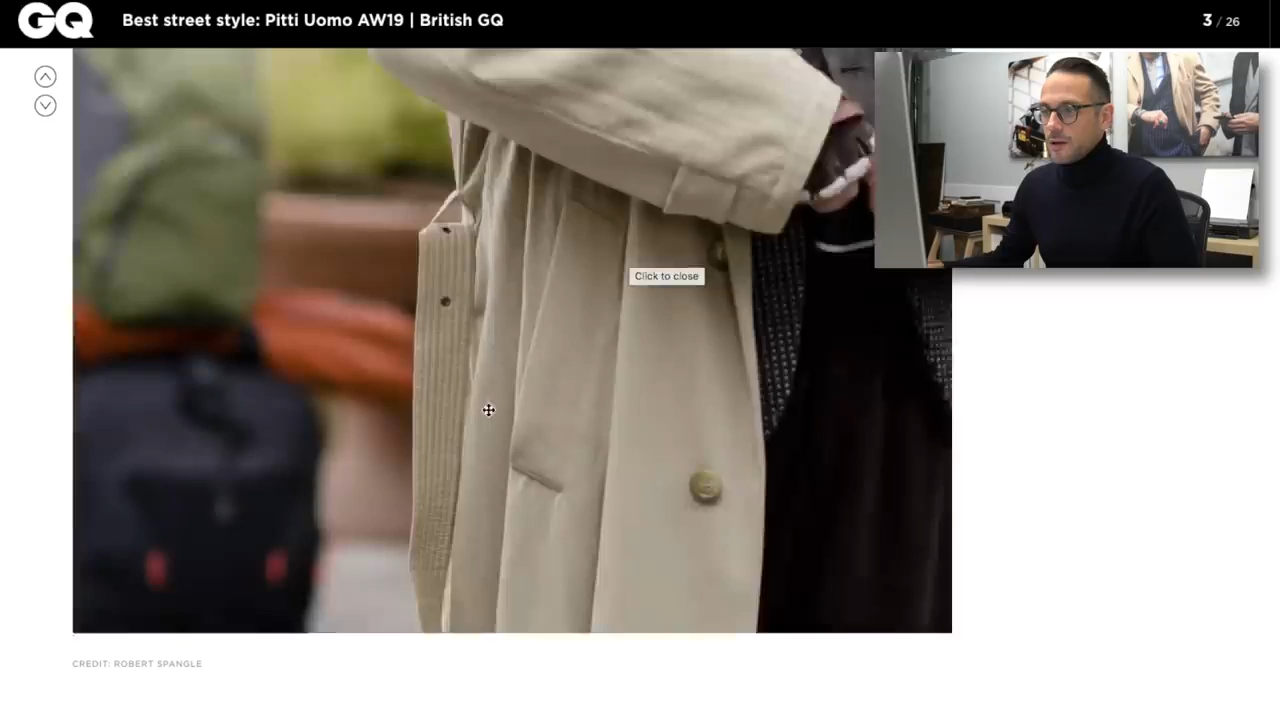 GQ
Best street style: Pitti Uomo AW19 | British GQ
3 / 26
Click to close
CREDIT: ROBERT SPANGLE